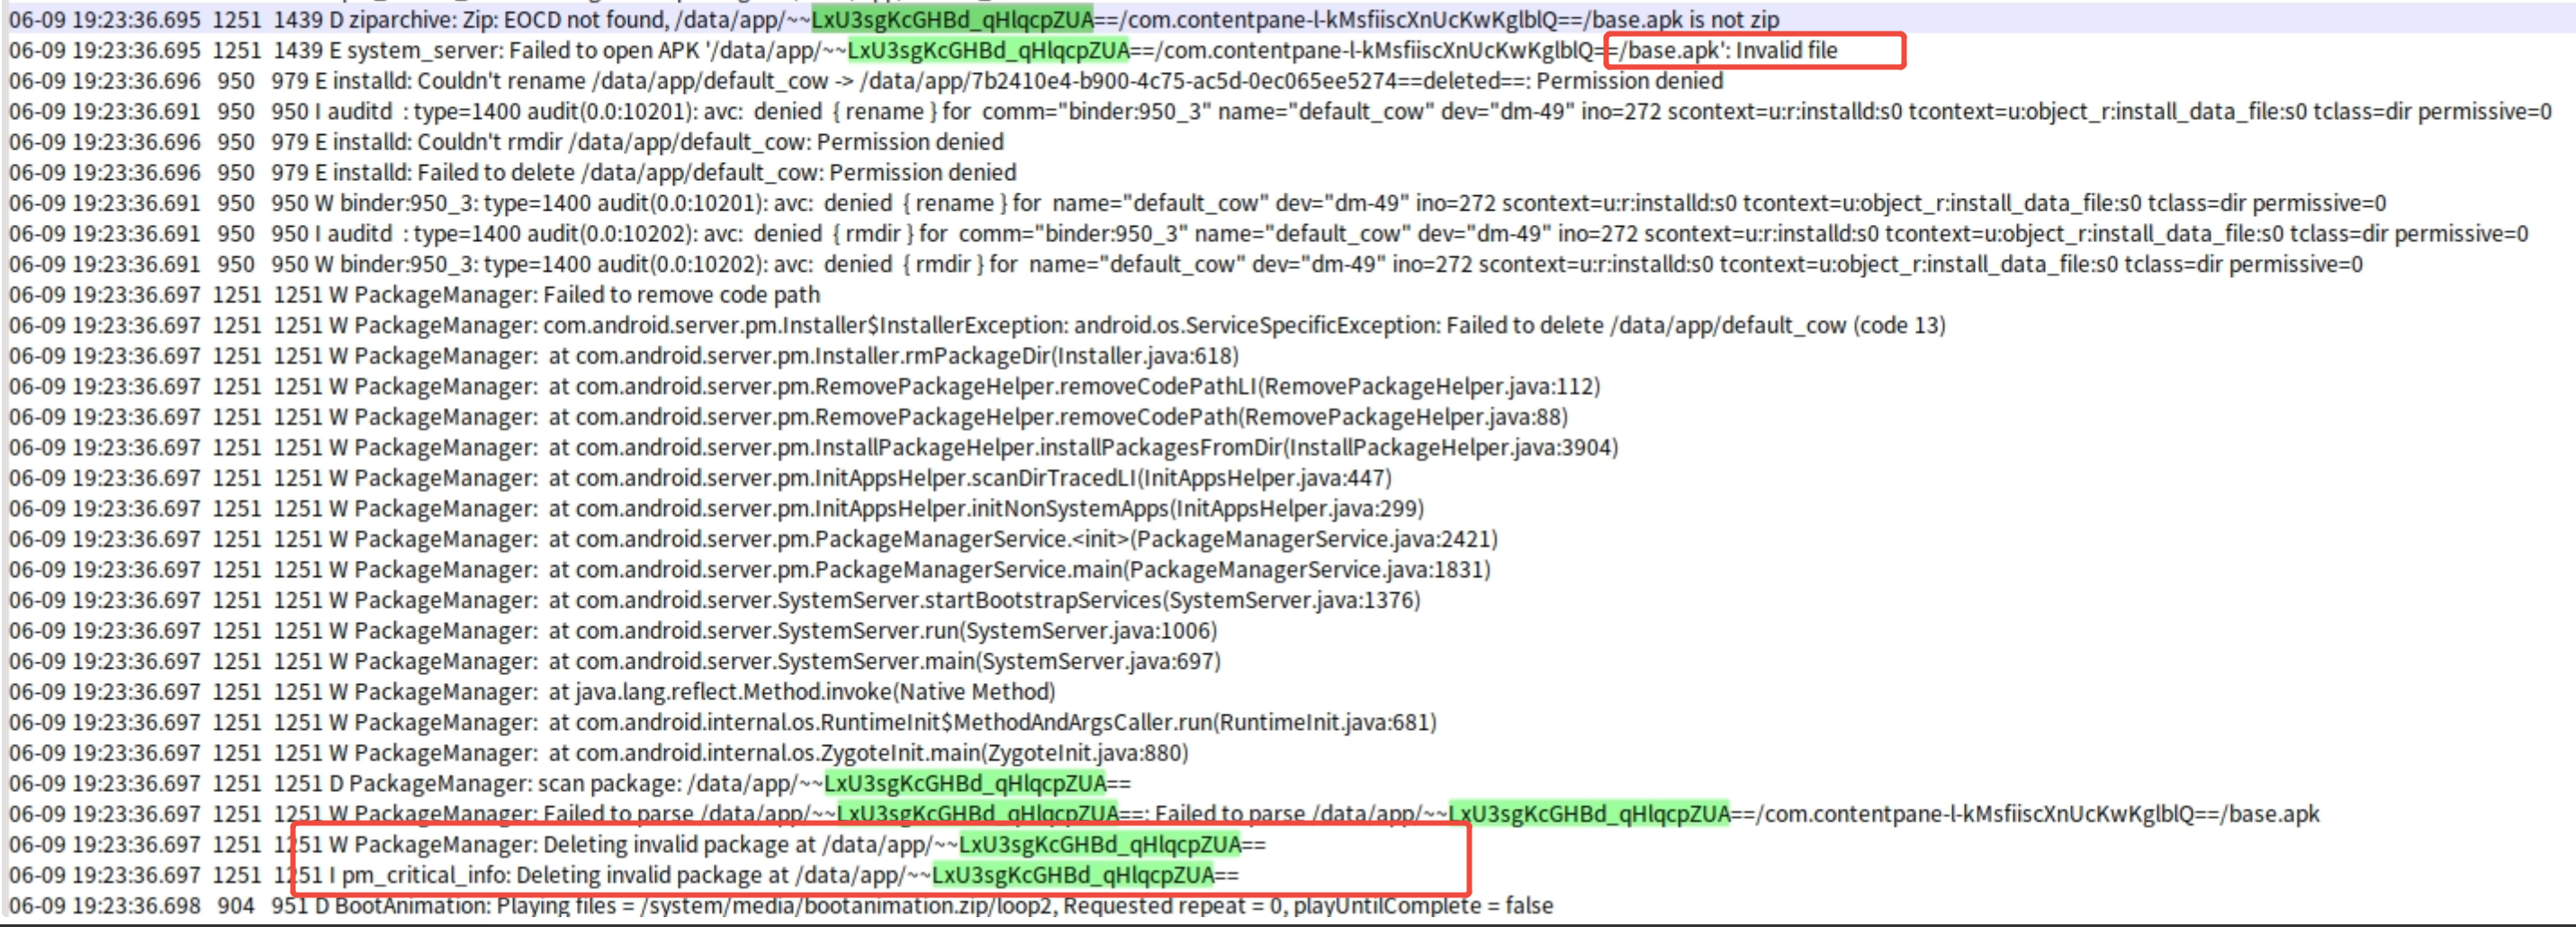 06-09 19:23:36.695 1251 1439 D ziparchive: Zip: EOCD not found, /data/app/~~LxU3sgKcGHBd_qHlqcpZUA==/com.contentpane-l-kMsfiiscXnUcKwKglblQ==/base.apk is not zip
06-09 19:23:36.695 1251 1439 E system_server: Failed to open APK '/data/app/~~LxU3sgKcGHBd_qHlqcpZUA==/com.contentpane-l-kMsfiiscXnUcKwKglblQ==/base.apk': Invalid file
06-09 19:23:36.696 950 979 E installd: Couldn't rename /data/app/default_cow -> /data/app/7b2410e4-b900-4c75-ac5d-0ec065ee5274==deleted==: Permission denied
06-09 19:23:36.691 950 950 I auditd : type=1400 audit(0.0:10201): avc: denied { rename } for comm="binder:950_3" name="default_cow" dev="dm-49" ino=272 scontext=u:r:installd:s0 tcontext=u:object_r:install_data_file:s0 tclass=dir permissive=0
06-09 19:23:36.696 950 979 E installd: Couldn't rmdir /data/app/default_cow: Permission denied
06-09 19:23:36.696 950 979 E installd: Failed to delete /data/app/default_cow: Permission denied
06-09 19:23:36.691 950 950 W binder:950_3: type=1400 audit(0.0:10201): avc: denied { rename } for name="default_cow" dev="dm-49" ino=272 scontext=u:r:installd:s0 tcontext=u:object_r:install_data_file:s0 tclass=dir permissive=0
06-09 19:23:36.691 950 950 I auditd : type=1400 audit(0.0:10202): avc: denied { rmdir } for comm="binder:950_3" name="default_cow" dev="dm-49" ino=272 scontext=u:r:installd:s0 tcontext=u:object_r:install_data_file:s0 tclass=dir permissive=0
06-09 19:23:36.691 950 950 W binder:950_3: type=1400 audit(0.0:10202): avc: denied { rmdir } for name="default_cow" dev="dm-49" ino=272 scontext=u:r:installd:s0 tcontext=u:object_r:install_data_file:s0 tclass=dir permissive=0
06-09 19:23:36.697 1251 1251 W PackageManager: Failed to remove code path
06-09 19:23:36.697 1251 1251 W PackageManager: com.android.server.pm.Installer$InstallerException: android.os.ServiceSpecificException: Failed to delete /data/app/default_cow (code 13)
06-09 19:23:36.697 1251 1251 W PackageManager: at com.android.server.pm.Installer.rmPackageDir(Installer.java:618)
06-09 19:23:36.697 1251 1251 W PackageManager: at com.android.server.pm.RemovePackageHelper.removeCodePathLI(RemovePackageHelper.java:112)
06-09 19:23:36.697 1251 1251 W PackageManager: at com.android.server.pm.RemovePackageHelper.removeCodePath(RemovePackageHelper.java:88)
06-09 19:23:36.697 1251 1251 W PackageManager: at com.android.server.pm.InstallPackageHelper.installPackagesFromDir(InstallPackageHelper.java:3904)
06-09 19:23:36.697 1251 1251 W PackageManager: at com.android.server.pm.InitAppsHelper.scanDirTracedLI(InitAppsHelper.java:447)
06-09 19:23:36.697 1251 1251 W PackageManager: at com.android.server.pm.InitAppsHelper.initNonSystemApps(InitAppsHelper.java:299)
06-09 19:23:36.697 1251 1251 W PackageManager: at com.android.server.pm.PackageManagerService.<init>(PackageManagerService.java:2421)
06-09 19:23:36.697 1251 1251 W PackageManager: at com.android.server.pm.PackageManagerService.main(PackageManagerService.java:1831)
06-09 19:23:36.697 1251 1251 W PackageManager: at com.android.server.SystemServer.startBootstrapServices(SystemServer.java:1376)
06-09 19:23:36.697 1251 1251 W PackageManager: at com.android.server.SystemServer.run(SystemServer.java:1006)
06-09 19:23:36.697 1251 1251 W PackageManager: at com.android.server.SystemServer.main(SystemServer.java:697)
06-09 19:23:36.697 1251 1251 W PackageManager: at java.lang.reflect.Method.invoke(Native Method)
06-09 19:23:36.697 1251 1251 W PackageManager: at com.android.internal.os.RuntimeInit$MethodAndArgsCaller.run(RuntimeInit.java:681)
06-09 19:23:36.697 1251 1251 W PackageManager: at com.android.internal.os.ZygoteInit.main(ZygoteInit.java:880)
06-09 19:23:36.697 1251 1251 D PackageManager: scan package: /data/app/~~LxU3sgKcGHBd_qHlqcpZUA==
06-09 19:23:36.697 1251 1251 W PackageManager: Failed to parse /data/app/~~LxU3sgKcGHBd_qHlqcpZUA==: Failed to parse /data/app/~~LxU3sgKcGHBd_qHlqcpZUA==/com.contentpane-l-kMsfiiscXnUcKwKglblQ==/base.apk
06-09 19:23:36.697 1251 1251 W PackageManager: Deleting invalid package at /data/app/~~LxU3sgKcGHBd_qHlqcpZUA==
06-09 19:23:36.697 1251 1251 I pm_critical_info: Deleting invalid package at /data/app/~~LxU3sgKcGHBd_qHlqcpZUA==
06-09 19:23:36.698 904 951 D BootAnimation: Playing files = /system/media/bootanimation.zip/loop2, Requested repeat = 0, playUntilComplete = false